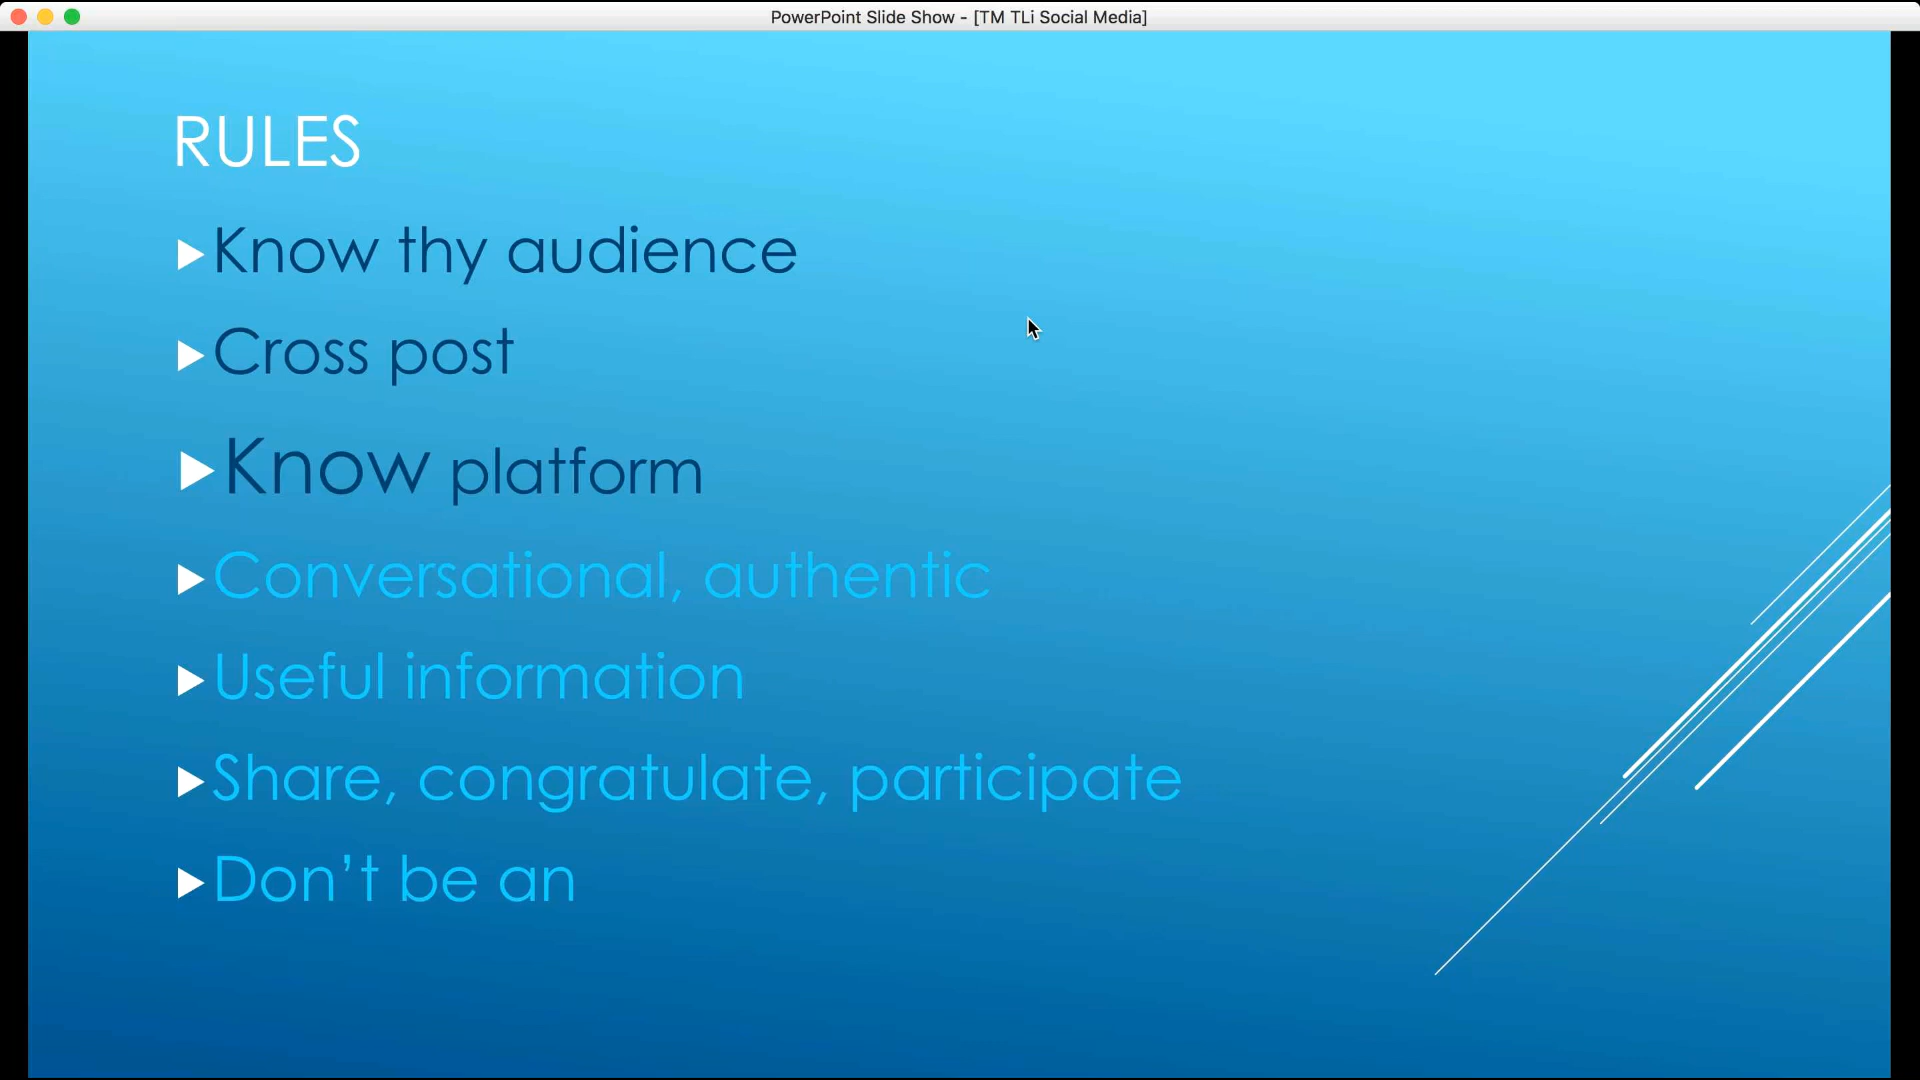 PowerPoint Slide Show - [TM TLi Social Media]
RULES
Know thy audience
Cross post
Know platform
Conversational, authentic
Useful information
Share, congratulate, participate
Don’t be an